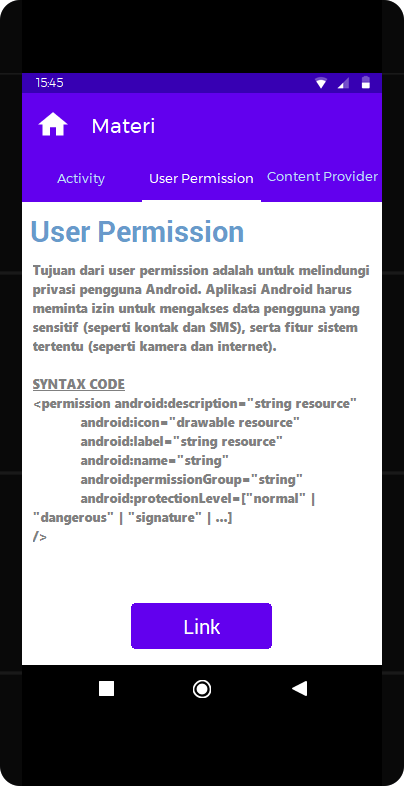 15:45
Materi
Activity User Permission Content Provider
User Permission
Tujuan dari user permission adalah untuk melindungi
privasi pengguna Android. Aplikasi Android harus
meminta izin untuk mengakses data pengguna yang
sensitif (seperti kontak dan SMS), serta fitur sistem
tertentu (seperti kamera dan internet).
SYNTAX CODE
<permission android:description="string resource"
android:icon="drawable resource"
android:label="string resource"
android:name="string"
android:permissionGroup="string"
android:protectionLevel=["normal" |
"dangerous" | "signature" | ...]
/>
Link